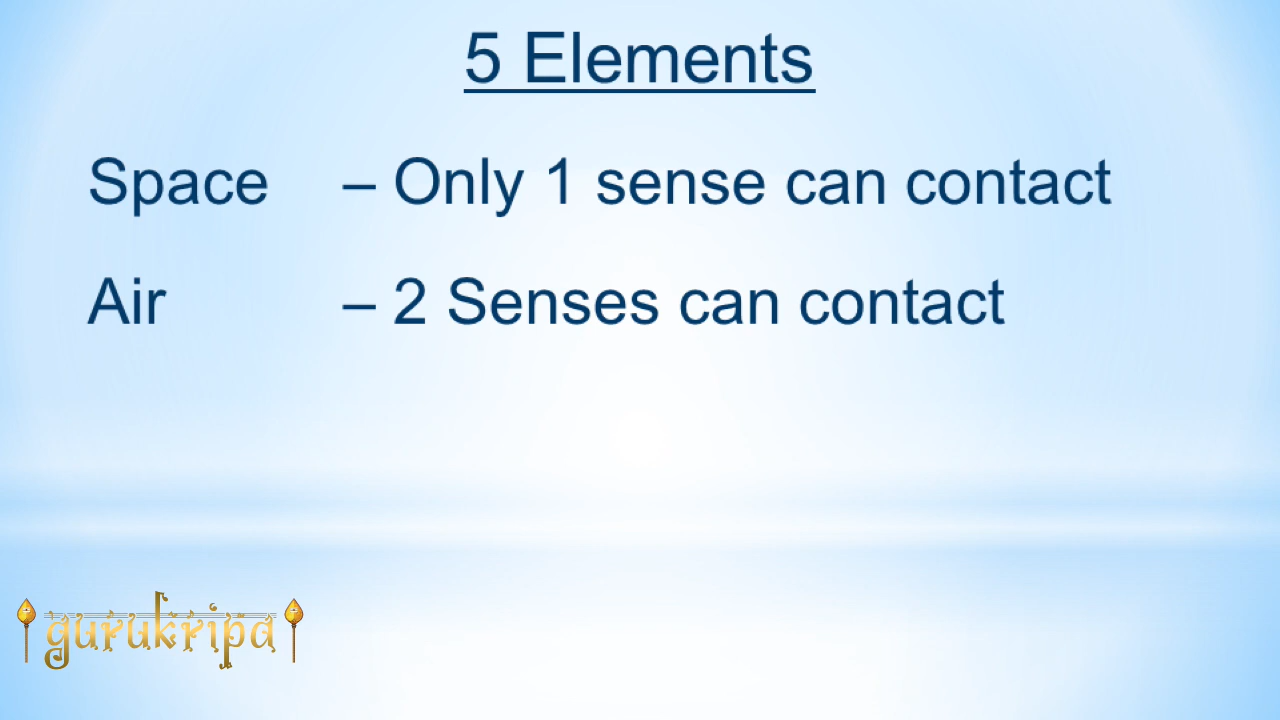 5 Elements
Space – Only 1 sense can contact
Air – 2 Senses can contact
gurukripa